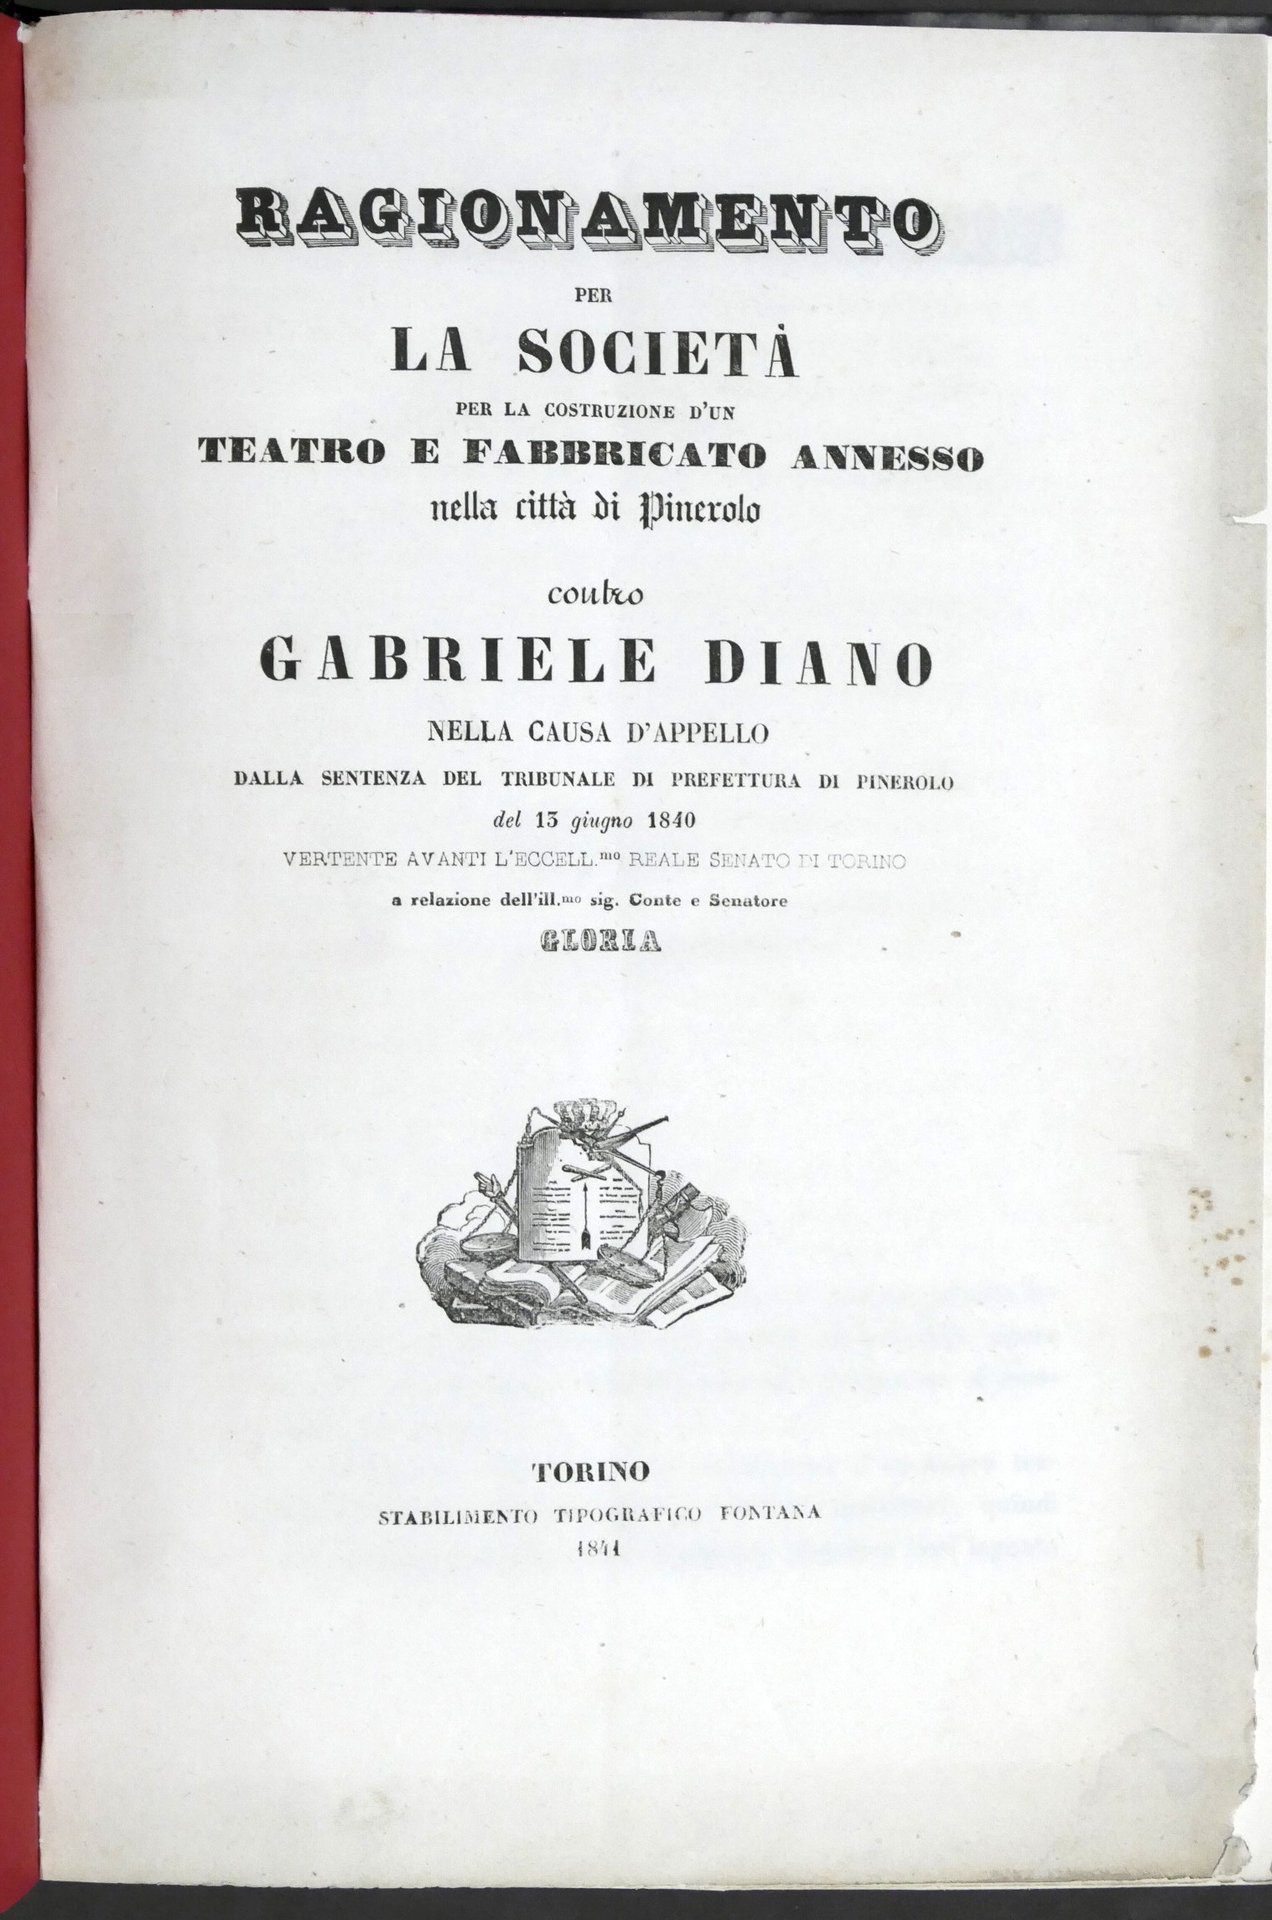 RAGIONAMENTO
PER
LA SOCIETÀ
PER LA COSTRUZIONE D'UN
TEATRO E FABBRICATO ANNESSO
nella città di Pinerolo
contro
GABRIELE DIANO
NELLA CAUSA D'APPELLO
DALLA SENTENZA DEL TRIBUNALE DI PREFETTURA DI PINEROLO
del 13 giugno 1840
VERTENTE AVANTI L'ECCELL.mo REALE SENATO DI TORINO
a relazione dell'ill.mo sig. Conte e Senatore
GLORIA
TORINO
STABILIMENTO TIPOGRAFICO FONTANA
1841